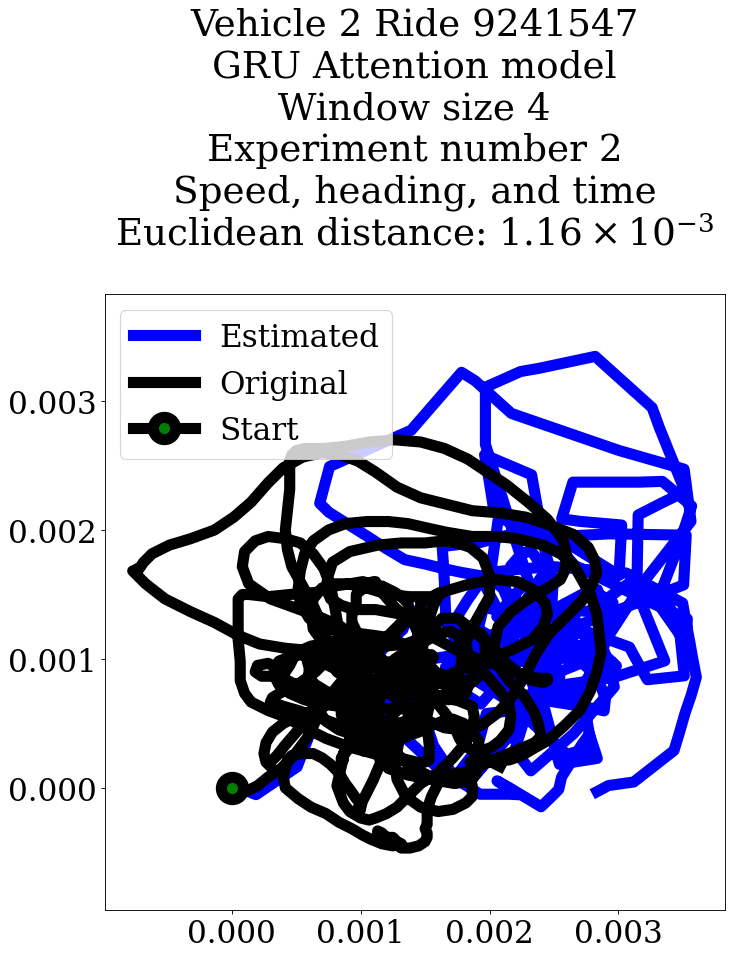 Vehicle 2 Ride 9241547
GRU Attention model
Window size 4
Experiment number 2
Speed, heading, and time
Euclidean distance: 1.16 × 10⁻³
Estimated
Original
Start
0.003
0.002
0.001
0.000
0.000 0.001 0.002 0.003